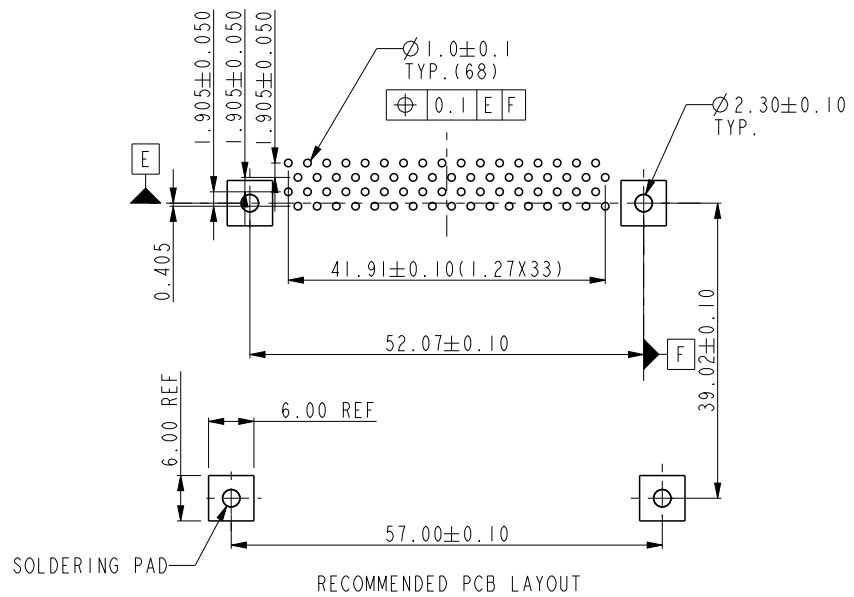 1.905±0.050
1.905±0.050
1.905±0.050
Ø1.0±0.1
TYP.(68)
⌖ 0.1 E F
Ø2.30±0.10
TYP.
E
0.405
41.91±0.10(1.27X33)
52.07±0.10
F
39.02±0.10
6.00 REF
6.00 REF
57.00±0.10
SOLDERING PAD
RECOMMENDED PCB LAYOUT